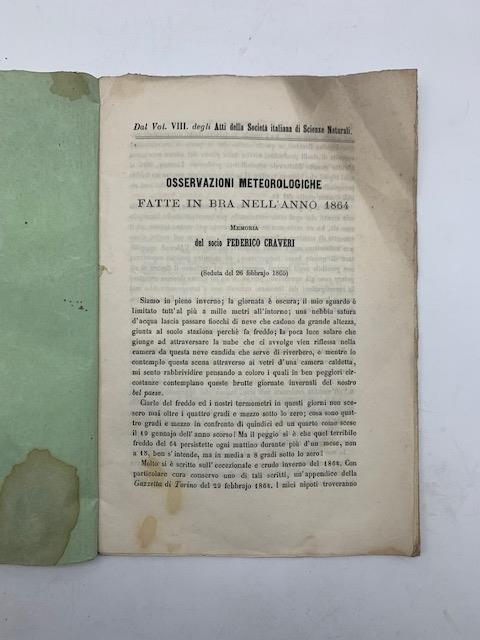 Dal Vol. VIII. degli Atti della Società italiana di Scienze Naturali.
OSSERVAZIONI METEOROLOGICHE
FATTE IN BRA NELL'ANNO 1864
MEMORIA
del socio FEDERICO CRAVERI
(Seduta del 26 febbrajo 1865)
Siamo in pieno inverno; la giornata è oscura; il mio sguardo è
limitato tutt'al più a mille metri all'intorno; una nebbia satura
d'acqua lascia passare fiocchi di neve che cadono da grande altezza,
giunta al suolo stazione perchè fa freddo; la poca luce solare che
giunge ad attraversare la nube che ci avvolge vien riflessa nella
camera da questa neve candida che serve di riverbero, e mentre io
contemplo questa scena attraverso ai vetri d'una camera caldetta,
mi sento rabbrividire pensando a coloro i quali in ben peggiori cir-
costanze contemplano queste brutte giornate invernali del nostro
bel paese.
Ciarlo del freddo ed i nostri termometri in questi giorni non sce-
sero mai oltre i quattro gradi e mezzo sotto lo zero; cosa sono quat-
tro gradi e mezzo in confronto di quindici ed un quarto come scese
il 19 gennajo dell'anno scorso! Ma il peggio si è che quel terribile
freddo del 64 persistette ogni mattino durante più d'un mese, non
a 15, ben s'intende, ma in media a 8 gradi sotto lo zero!
Molto si è scritto sull'eccezionale e crudo inverno del 1864. Con
particolare cura conservo uno di tali scritti, un'appendice della
Gazzetta di Torino del 29 febbrajo 1864. I miei nipoti troveranno